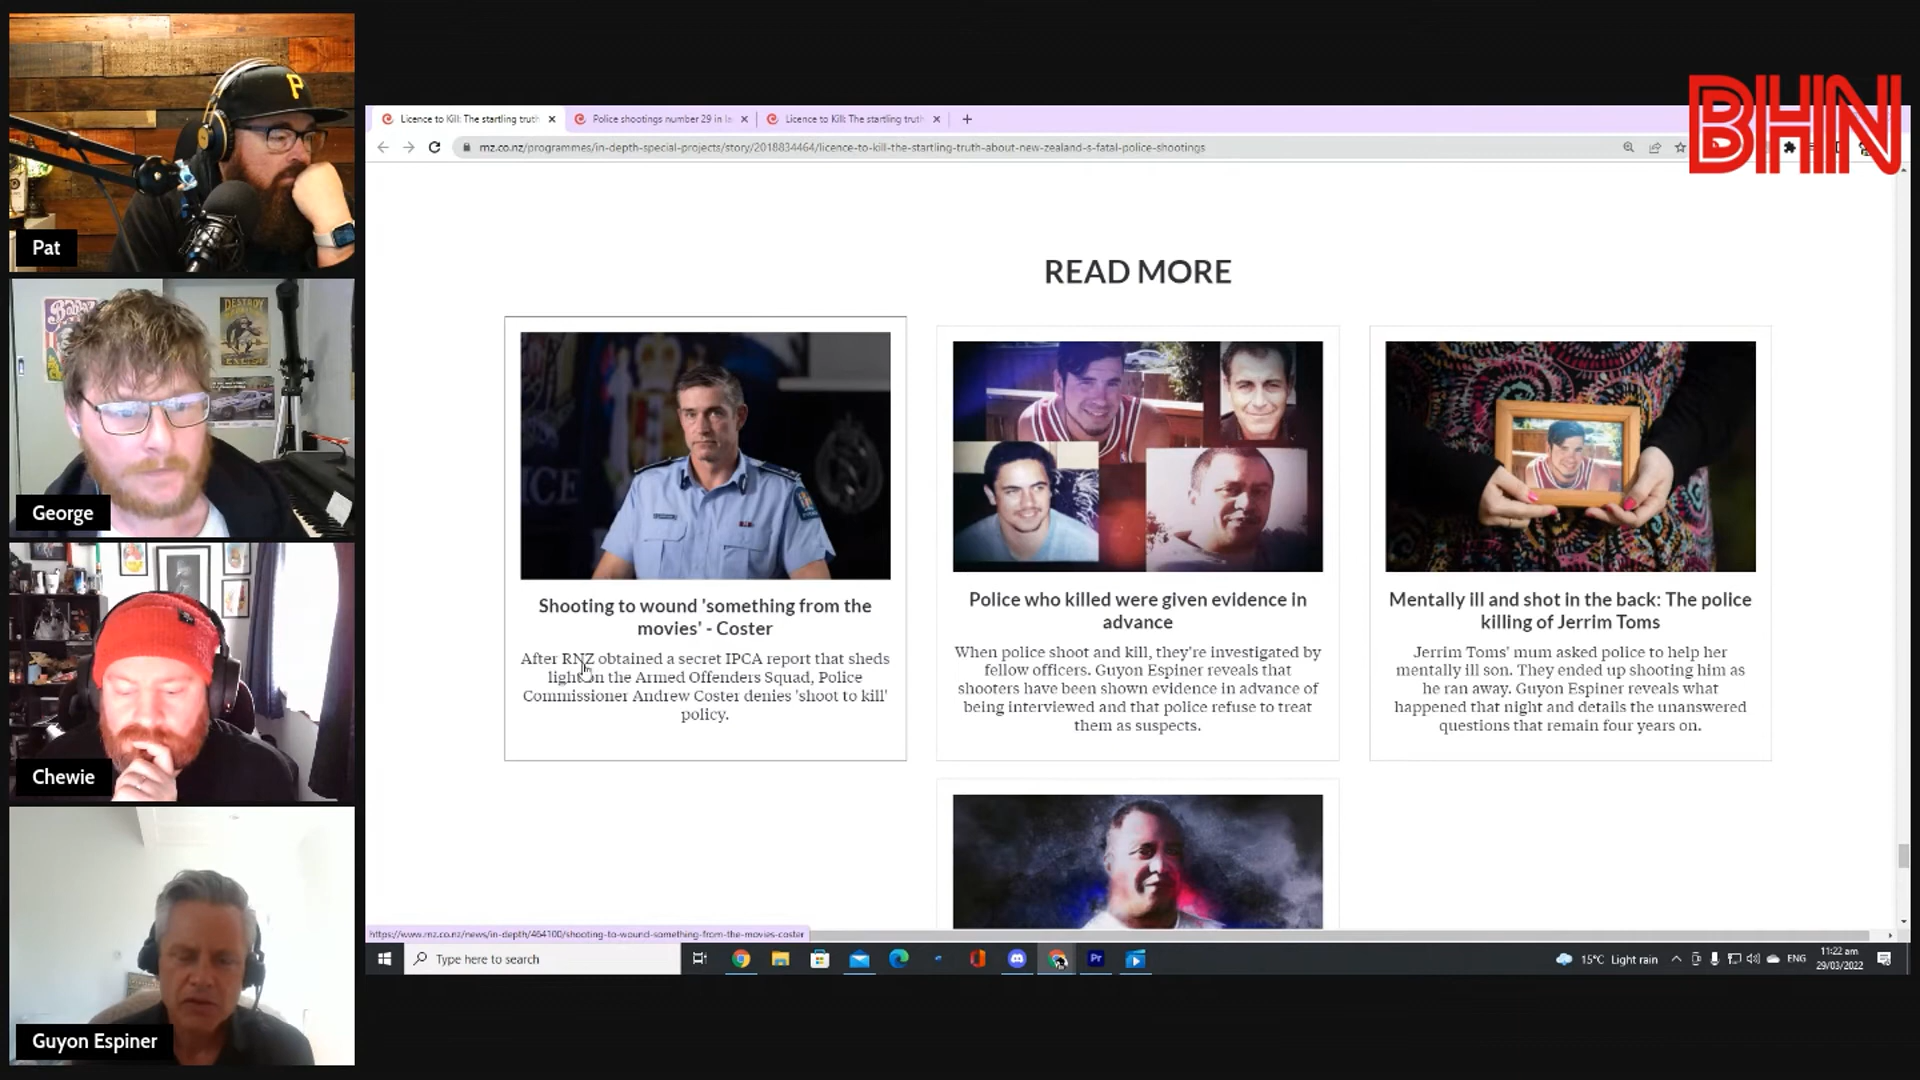 Pat
George
Chewie
Guyon Espiner
BHN
Licence to Kill: The startling truth
Police shootings number 29 in la
Licence to Kill: The startling truth
rnz.co.nz/programmes/in-depth-special-projects/story/2018834464/licence-to-kill-the-startling-truth-about-new-zealand-s-fatal-police-shootings
READ MORE
Shooting to wound 'something from the
movies' - Coster
After RNZ obtained a secret IPCA report that sheds
light on the Armed Offenders Squad, Police
Commissioner Andrew Coster denies 'shoot to kill'
policy.
Police who killed were given evidence in
advance
When police shoot and kill, they're investigated by
fellow officers. Guyon Espiner reveals that
shooters have been shown evidence in advance of
being interviewed and that police refuse to treat
them as suspects.
Mentally ill and shot in the back: The police
killing of Jerrim Toms
Jerrim Toms' mum asked police to help her
mentally ill son. They ended up shooting him as
he ran away. Guyon Espiner reveals what
happened that night and details the unanswered
questions that remain four years on.
https://www.rnz.co.nz/news/in-depth/464100/shooting-to-wound-something-from-the-movies-coster
Type here to search
Pr
15°C Light rain
ENG
11:22 am
29/03/2022
DESTROY
P
ICE